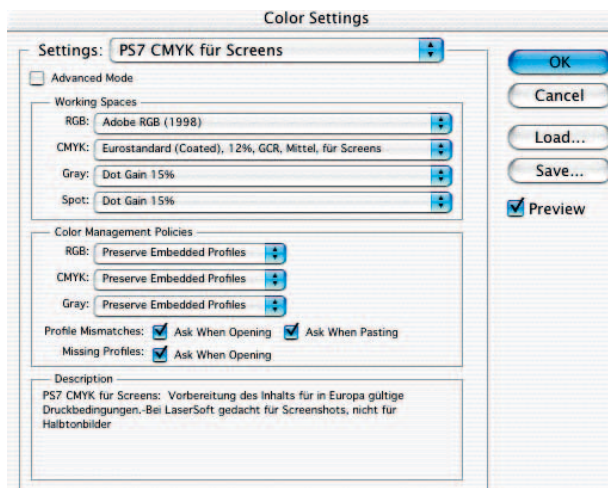 Color Settings
Settings: PS7 CMYK für Screens
OK
Advanced Mode
Cancel
Working Spaces
RGB: Adobe RGB (1998)
Load...
CMYK: Eurostandard (Coated), 12%, GCR, Mittel, für Screens
Save...
Gray: Dot Gain 15%
Spot: Dot Gain 15%
Preview
Color Management Policies
RGB: Preserve Embedded Profiles
CMYK: Preserve Embedded Profiles
Gray: Preserve Embedded Profiles
Profile Mismatches: Ask When Opening Ask When Pasting
Missing Profiles: Ask When Opening
Description
PS7 CMYK für Screens: Vorbereitung des Inhalts für in Europa gültige
Druckbedingungen.-Bei LaserSoft gedacht für Screenshots, nicht für
Halbtonbilder